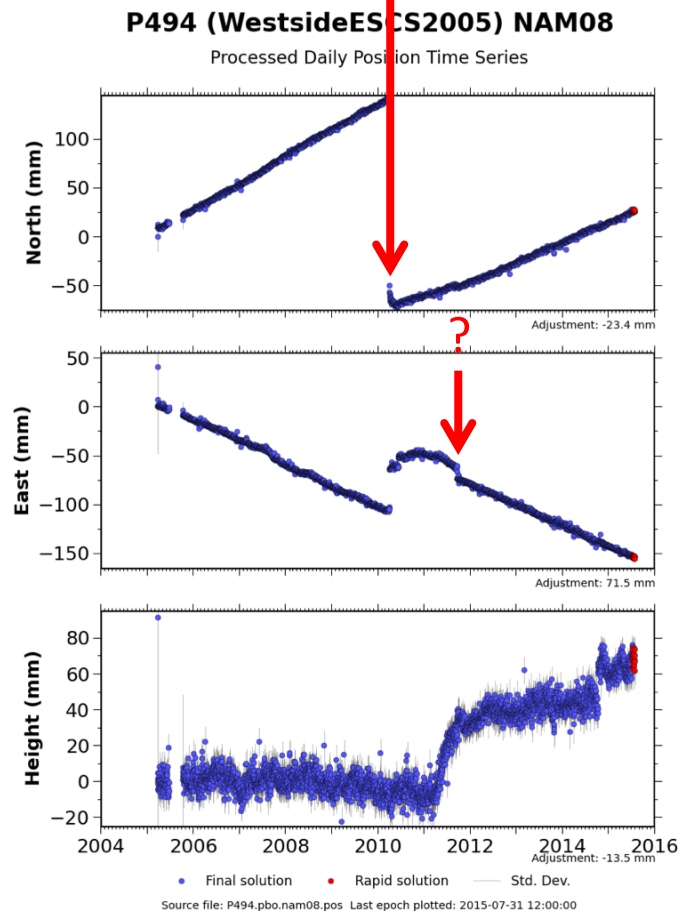 P494 (WestsideESCS2005) NAM08
Processed Daily Position Time Series
North (mm)
100
50
0
−50
Adjustment: -23.4 mm
?
East (mm)
50
0
−50
−100
−150
Adjustment: 71.5 mm
Height (mm)
80
60
40
20
0
−20
2004 2006 2008 2010 2012 2014 2016
Adjustment: -13.5 mm
Final solution Rapid solution Std. Dev.
Source file: P494.pbo.nam08.pos Last epoch plotted: 2015-07-31 12:00:00